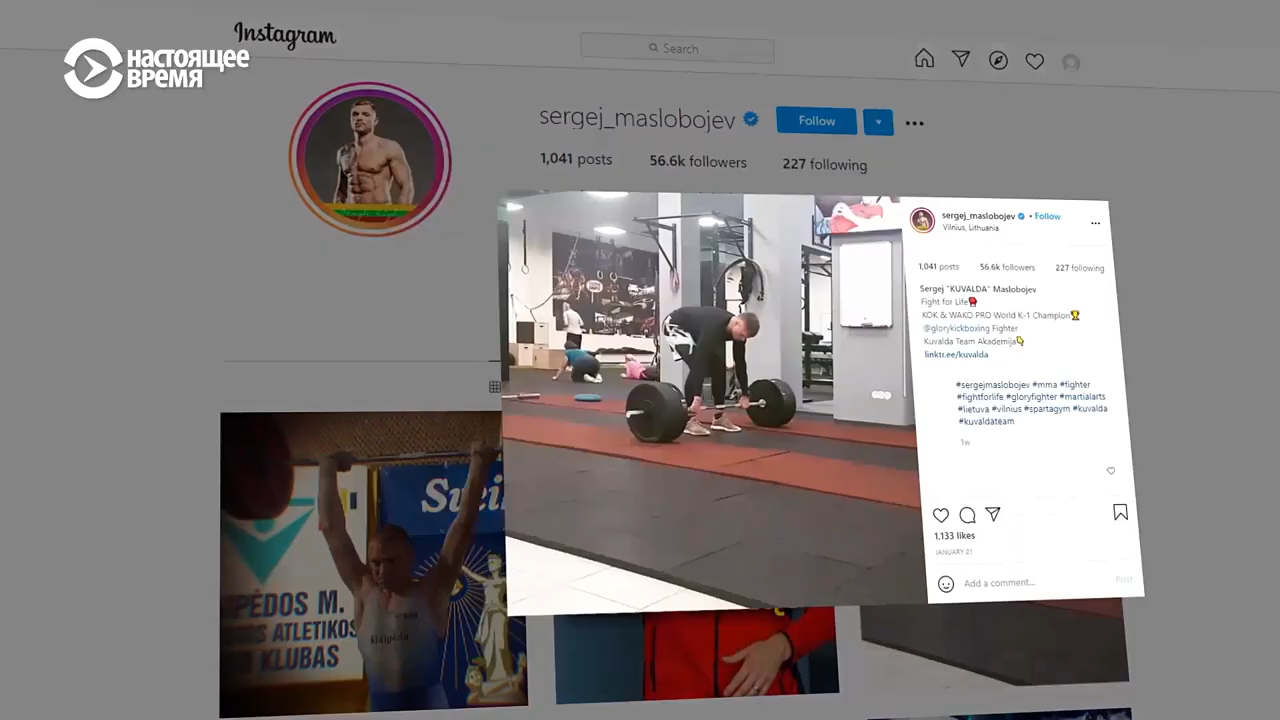 Instagram
Search
НАСТОЯЩЕЕ
ВРЕМЯ
sergej_maslobojev
Follow
1,041 posts
56.6k followers
227 following
sergej_maslobojev • Follow
Vilnius, Lithuania
1,041 posts
56.6k followers
227 following
Sergej "KUVALDA" Maslobojev
Fight for Life
KOK & WAKO PRO World K-1 Champion
@glorykickboxing Fighter
Kuvalda Team Akademija
linktr.ee/kuvalda
#sergejmaslobojev #mma #fighter
#fightforlife #gloryfighter #martialarts
#lietuva #vilnius #spartagym #kuvalda
#kuvaldateam
1w
1,133 likes
JANUARY 21
Add a comment...
Post
PĖDOS M.
ATLETIKOS
KLUBAS
Klaipėda